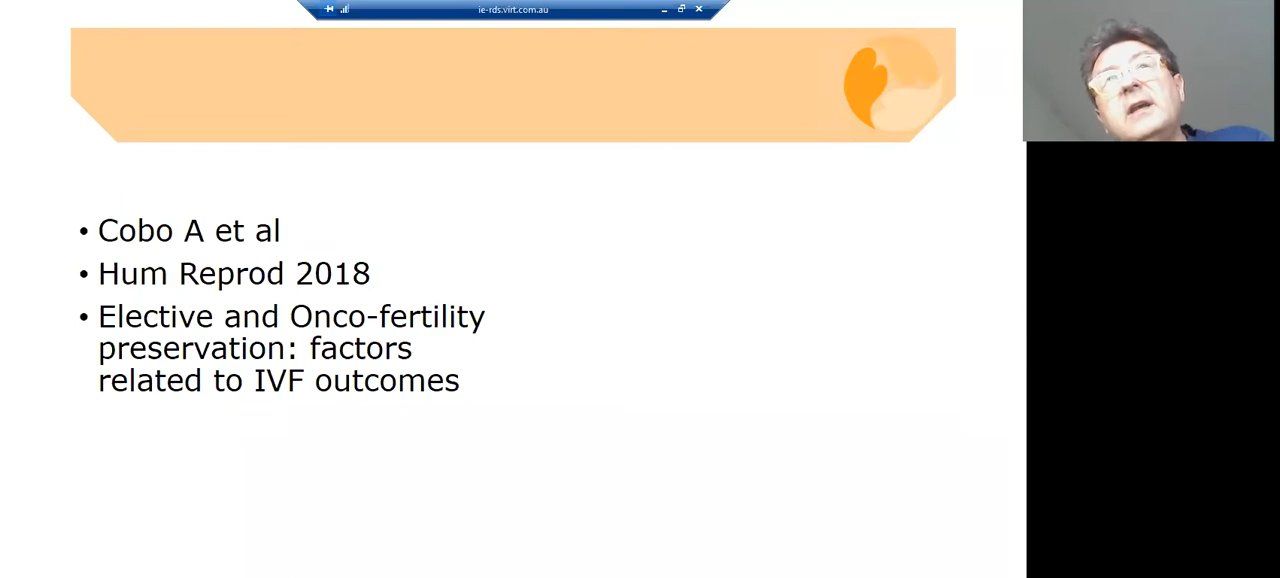 ie-rds.virt.com.au
• Cobo A et al
• Hum Reprod 2018
• Elective and Onco-fertility
preservation: factors
related to IVF outcomes